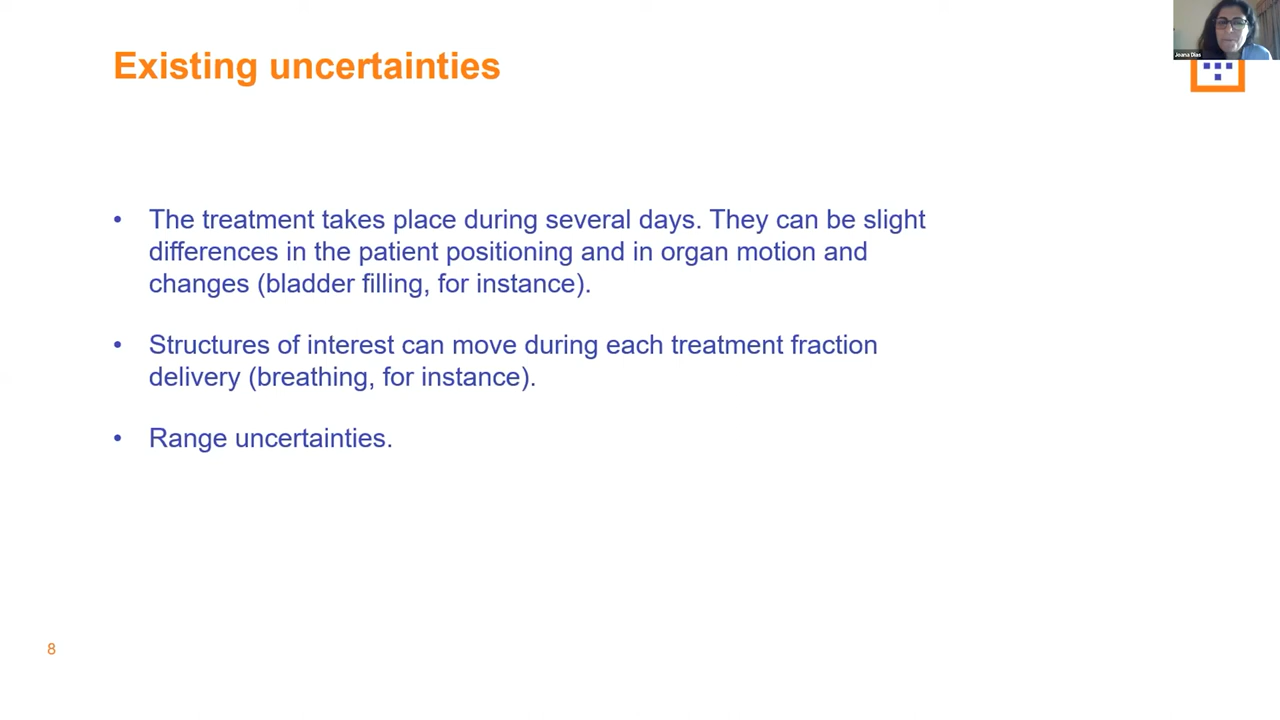 Existing uncertainties
Joana Dias
• The treatment takes place during several days. They can be slight
differences in the patient positioning and in organ motion and
changes (bladder filling, for instance).
• Structures of interest can move during each treatment fraction
delivery (breathing, for instance).
• Range uncertainties.
8